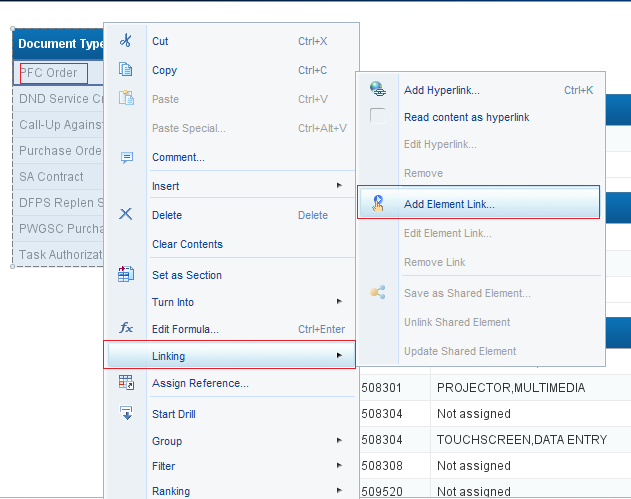 Document Type
PFC Order
DND Service Cr
Call-Up Against
Purchase Orde
SA Contract
DFPS Replen S
PWGSC Purcha
Task Authorizat
Cut Ctrl+X
Copy Ctrl+C
Paste Ctrl+V
Paste Special... Ctrl+Alt+V
Comment...
Insert
Delete Delete
Clear Contents
Set as Section
Turn Into
Edit Formula... Ctrl+Enter
Linking
Assign Reference...
Start Drill
Group
Filter
Ranking
Add Hyperlink... Ctrl+K
Read content as hyperlink
Edit Hyperlink...
Remove
Add Element Link...
Edit Element Link...
Remove Link
Save as Shared Element...
Unlink Shared Element
Update Shared Element
508301 PROJECTOR,MULTIMEDIA
508304 Not assigned
508304 TOUCHSCREEN,DATA ENTRY
508308 Not assigned
509520 Not assigned